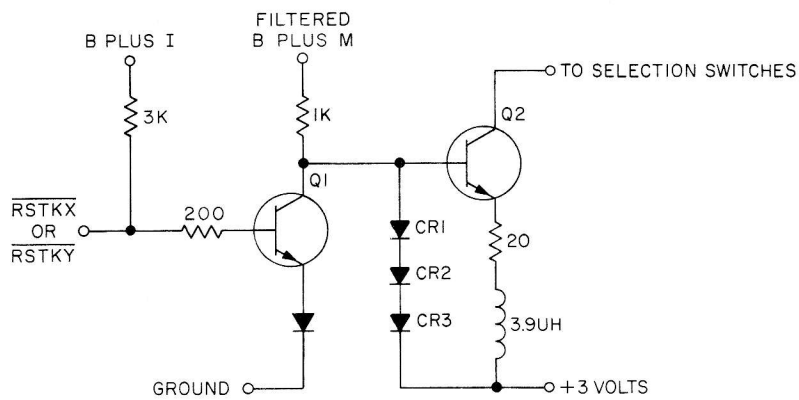 FILTERED
B PLUS I
B PLUS M
TO SELECTION SWITCHES
3K
1K
Q2
Q1
RSTKX
OR
RSTKY
200
CR1
20
CR2
CR3
3.9UH
GROUND
+3 VOLTS